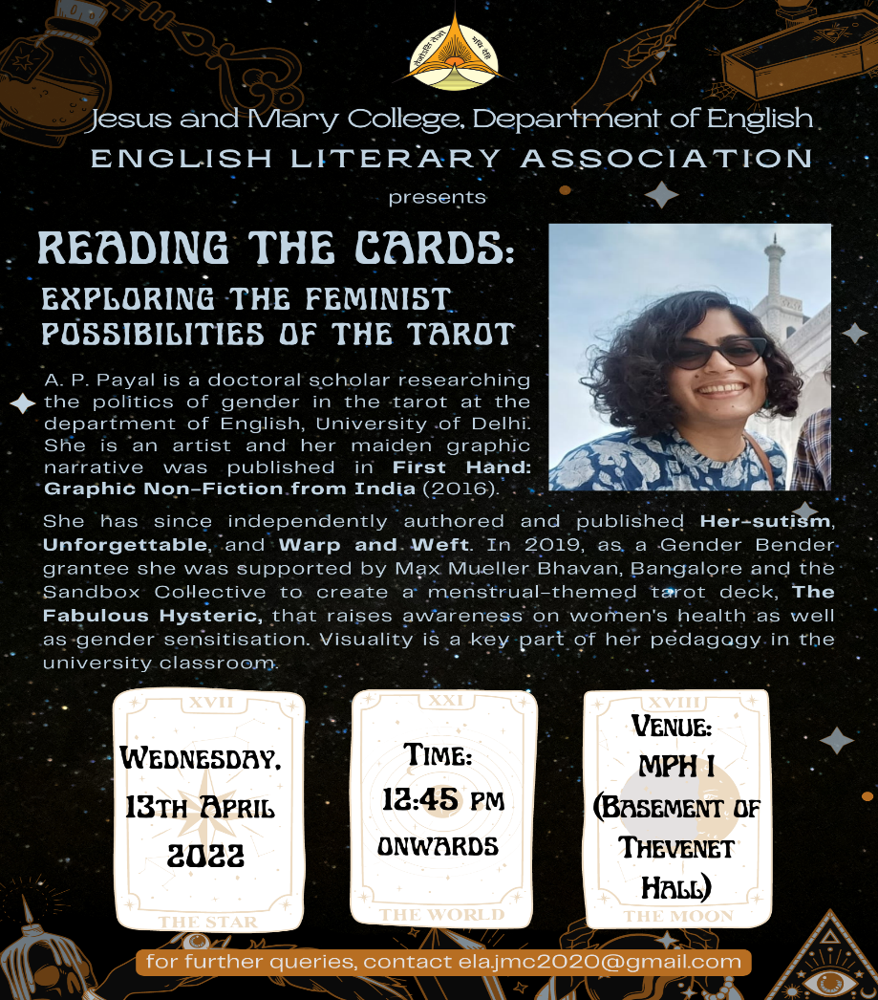 तेजोऽसि तेजो मयि धेहि
Jesus and Mary College, Department of English
ENGLISH LITERARY ASSOCIATION
presents
READING THE CARDS:
EXPLORING THE FEMINIST
POSSIBILITIES OF THE TAROT
A. P. Payal is a doctoral scholar researching
the politics of gender in the tarot at the
department of English, University of Delhi.
She is an artist and her maiden graphic
narrative was published in First Hand:
Graphic Non-Fiction from India (2016).
She has since independently authored and published Her-sutism,
Unforgettable, and Warp and Weft. In 2019, as a Gender Bender
grantee she was supported by Max Mueller Bhavan, Bangalore and the
Sandbox Collective to create a menstrual-themed tarot deck, The
Fabulous Hysteric, that raises awareness on women's health as well
as gender sensitisation. Visuality is a key part of her pedagogy in the
university classroom.
XVII
WEDNESDAY,
13TH APRIL
2022
THE STAR
XXI
TIME:
12:45 PM
ONWARDS
THE WORLD
XVIII
VENUE:
MPH I
(BASEMENT OF
THEVENET
HALL)
THE MOON
for further queries, contact ela.jmc2020@gmail.com